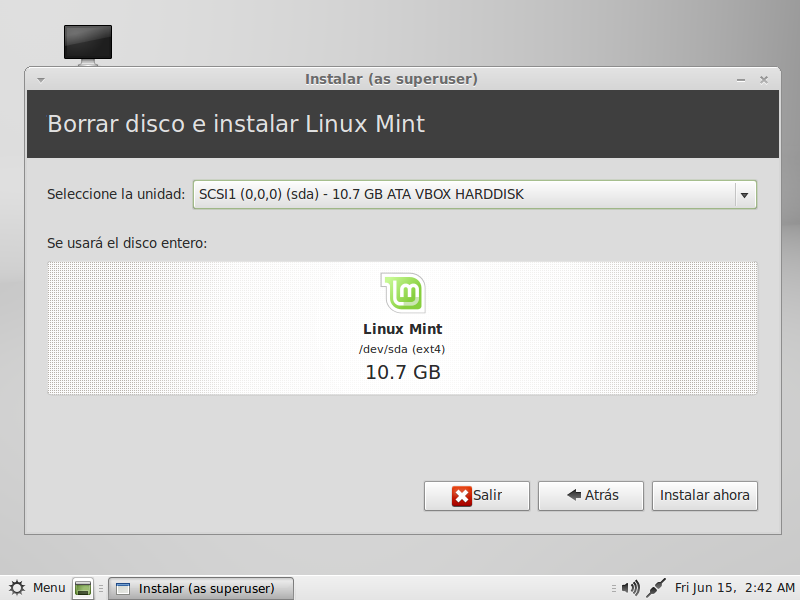 Instalar (as superuser)
Borrar disco e instalar Linux Mint
Seleccione la unidad: SCSI1 (0,0,0) (sda) - 10.7 GB ATA VBOX HARDDISK
Se usará el disco entero:
Linux Mint
/dev/sda (ext4)
10.7 GB
Salir Atrás Instalar ahora
Menu Instalar (as superuser) Fri Jun 15, 2:42 AM